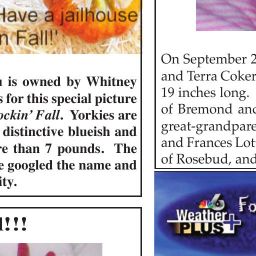 Have a jailhouse
n Fall!'
is owned by Whitney
s for this special picture
ockin' Fall. Yorkies are
distinctive blueish and
re than 7 pounds. The
e googled the name and
ity.
!!!
On September 2
and Terra Coker
19 inches long.
of Bremond and
great-grandpare
and Frances Lot
of Rosebud, and
6
Weather
PLUS
Fo